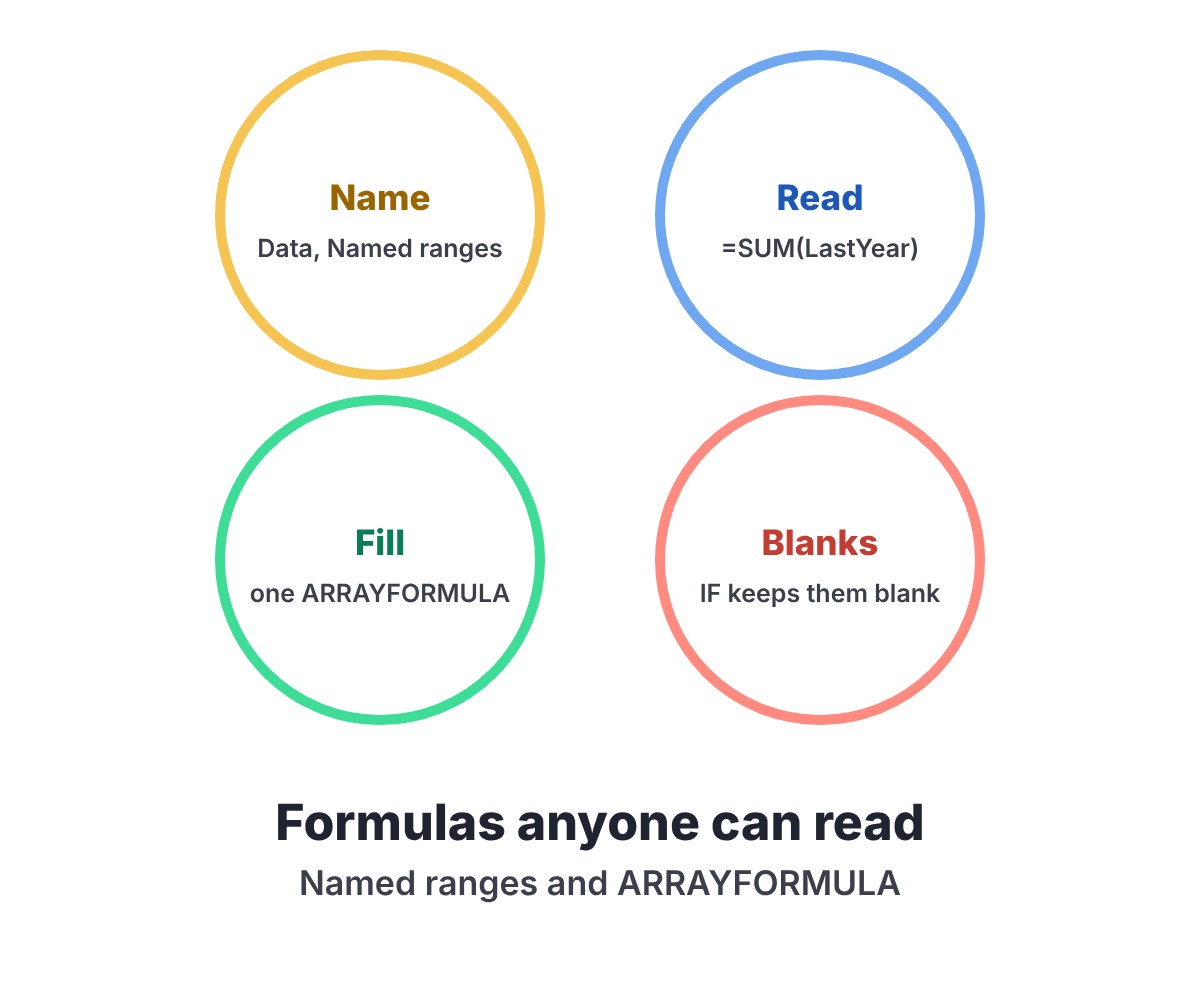 Name
Data, Named ranges
Read
=SUM(LastYear)
Fill
one ARRAYFORMULA
Blanks
IF keeps them blank
Formulas anyone can read
Named ranges and ARRAYFORMULA